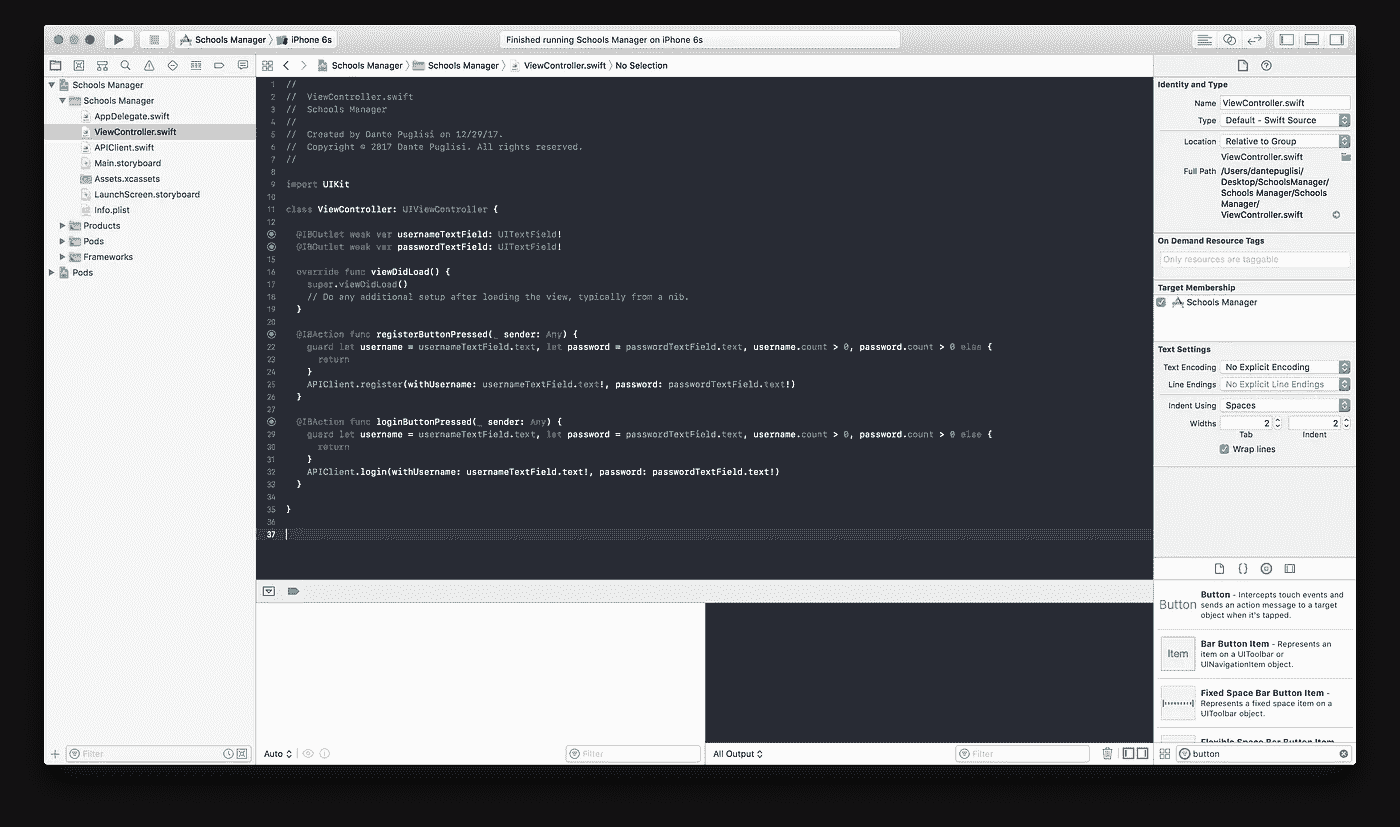 Schools Manager iPhone 6s
Finished running Schools Manager on iPhone 6s
Schools Manager Schools Manager ViewController.swift No Selection
Schools Manager
Schools Manager
AppDelegate.swift
ViewController.swift
APIClient.swift
Main.storyboard
Assets.xcassets
LaunchScreen.storyboard
Info.plist
Products
Pods
Frameworks
Pods
Filter
1 //
2 //  ViewController.swift
3 //  Schools Manager
4 //
5 //  Created by Dante Puglisi on 12/29/17.
6 //  Copyright © 2017 Dante Puglisi. All rights reserved.
7 //
8
9 import UIKit
10
11 class ViewController: UIViewController {
12
@IBOutlet weak var usernameTextField: UITextField!
@IBOutlet weak var passwordTextField: UITextField!
15
16 override func viewDidLoad() {
17 super.viewDidLoad()
18 // Do any additional setup after loading the view, typically from a nib.
19 }
20
@IBAction func registerButtonPressed(_ sender: Any) {
22 guard let username = usernameTextField.text, let password = passwordTextField.text, username.count > 0, password.count > 0 else {
23 return
24 }
25 APIClient.register(withUsername: usernameTextField.text!, password: passwordTextField.text!)
26 }
27
@IBAction func loginButtonPressed(_ sender: Any) {
29 guard let username = usernameTextField.text, let password = passwordTextField.text, username.count > 0, password.count > 0 else {
30 return
31 }
32 APIClient.login(withUsername: usernameTextField.text!, password: passwordTextField.text!)
33 }
34
35 }
36
37
Auto
Filter
All Output
Filter
Identity and Type
Name ViewController.swift
Type Default - Swift Source
Location Relative to Group
ViewController.swift
Full Path /Users/dantepuglisi/
Desktop/SchoolsManager/
Schools Manager/Schools
Manager/
ViewController.swift
On Demand Resource Tags
Only resources are taggable
Target Membership
Schools Manager
Text Settings
Text Encoding No Explicit Encoding
Line Endings No Explicit Line Endings
Indent Using Spaces
Widths 2 2
Tab Indent
Wrap lines
{}
Button Button - Intercepts touch events and
sends an action message to a target
object when it's tapped.
Item Bar Button Item - Represents an
item on a UIToolbar or
UINavigationItem object.
Fixed Space Bar Button Item -
Represents a fixed space item on a
UIToolbar object.
Flexible Space Bar Button Item
button